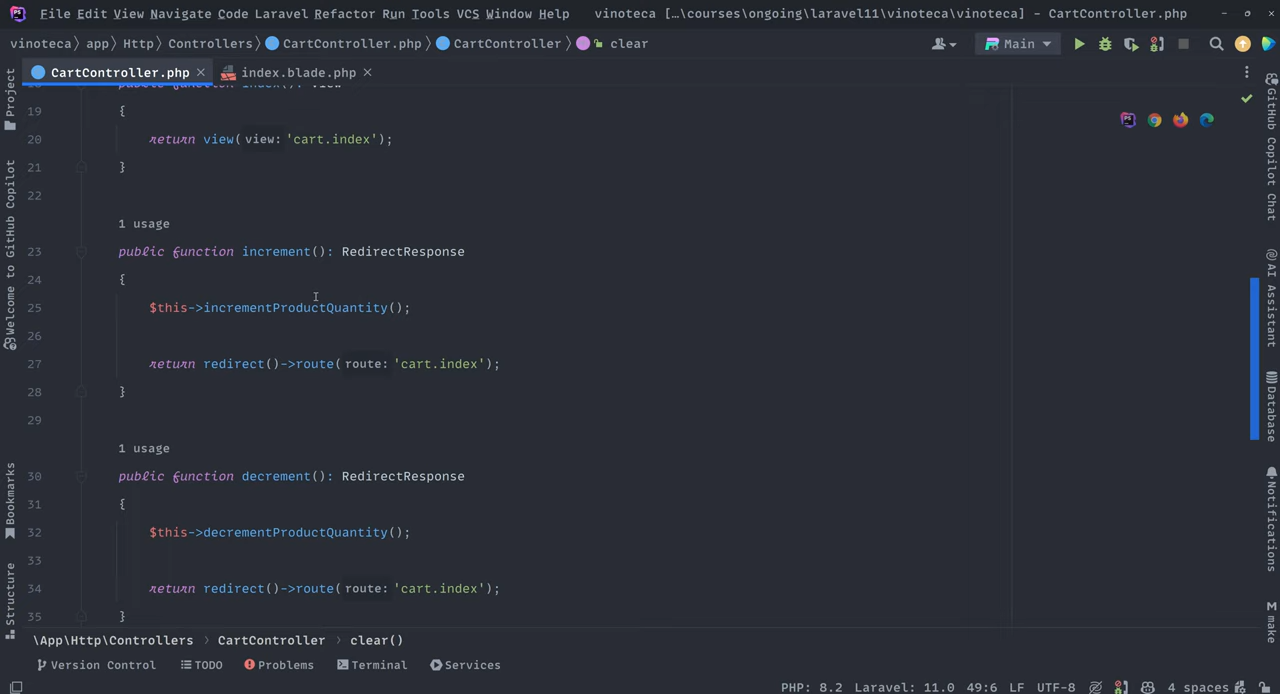 File Edit View Navigate Code Laravel Refactor Run Tools VCS Window Help vinoteca […\courses\ongoing\laravel11\vinoteca\vinoteca] - CartController.php
vinoteca app Http Controllers CartController.php CartController clear Main
CartController.php index.blade.php
18 public function index(): View
19 {
20 return view( view: 'cart.index');
21 }
22
1 usage
23 public function increment(): RedirectResponse
24 {
25 $this->incrementProductQuantity();
26
27 return redirect()->route( route: 'cart.index');
28 }
29
1 usage
30 public function decrement(): RedirectResponse
31 {
32 $this->decrementProductQuantity();
33
34 return redirect()->route( route: 'cart.index');
35 }
\App\Http\Controllers › CartController › clear()
Version Control TODO Problems Terminal Services
PHP: 8.2 Laravel: 11.0 49:6 LF UTF-8 4 spaces
Project
Welcome to GitHub Copilot
Bookmarks
Structure
GitHub Copilot Chat
AI Assistant
Database
Notifications
M make